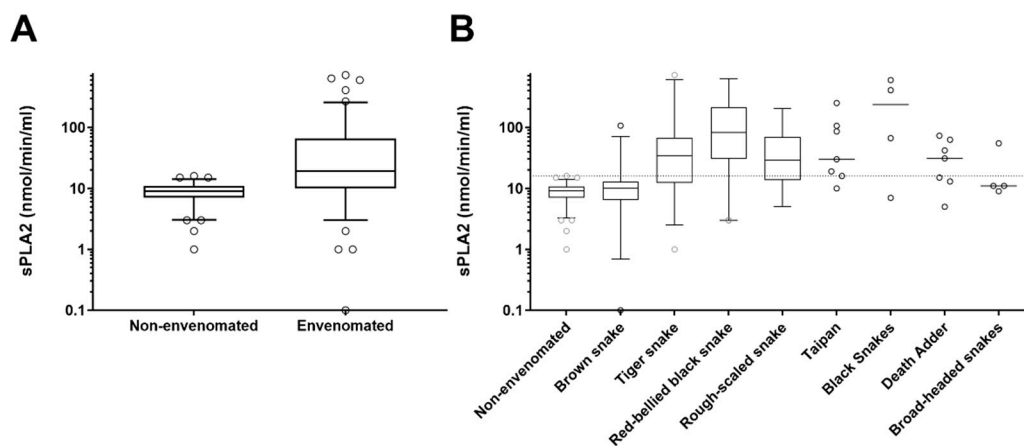 A
sPLA2 (nmol/min/ml)
100
10
1
0.1
Non-envenomated
Envenomated
B
sPLA2 (nmol/min/ml)
100
10
1
0.1
Non-envenomated
Brown snake
Tiger snake
Red-bellied black snake
Rough-scaled snake
Taipan
Black Snakes
Death Adder
Broad-headed snakes